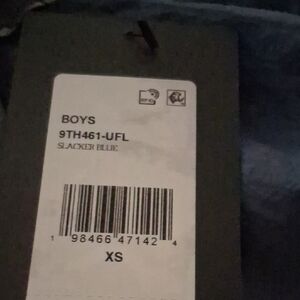 BOYS
9TH461-UFL
SLACKER BLUE
1 98466 47142 4
XS